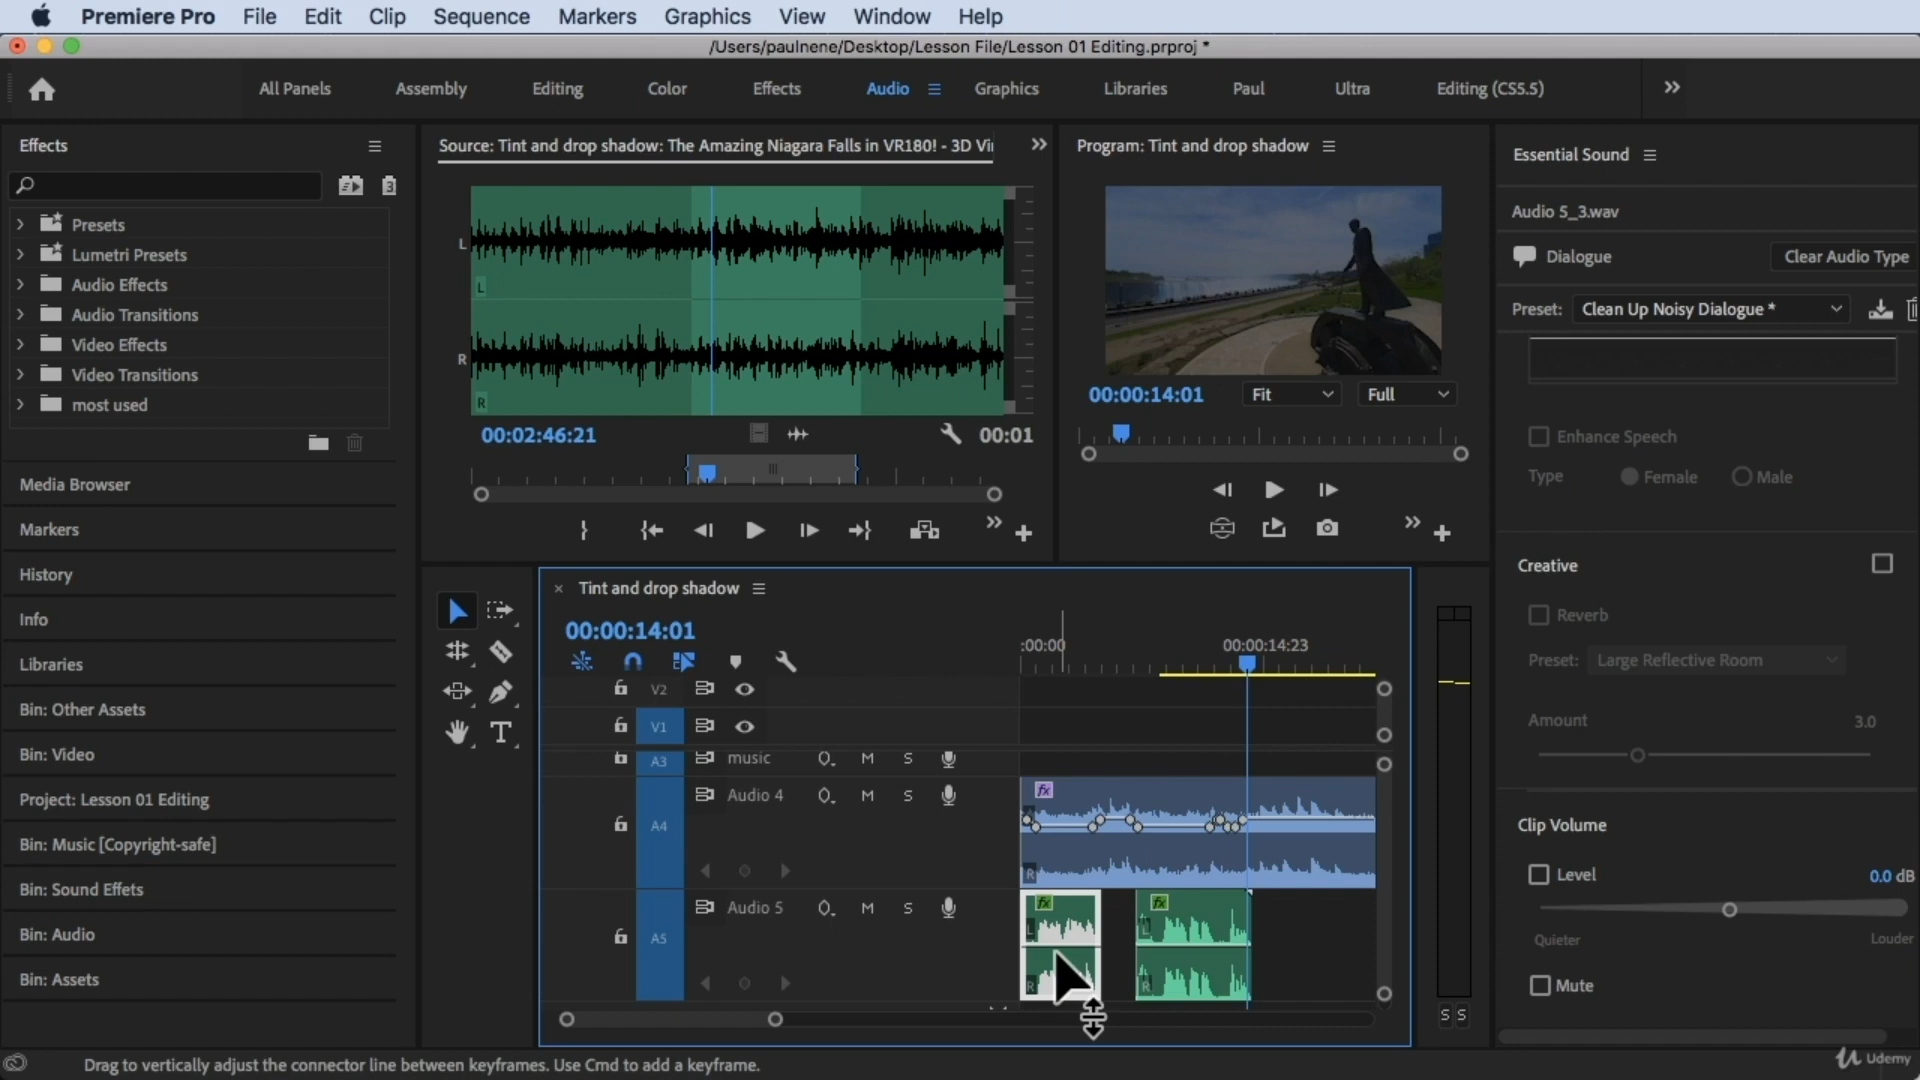 Premiere Pro File Edit Clip Sequence Markers Graphics View Window Help
/Users/paulnene/Desktop/Lesson File/Lesson 01 Editing.prproj *
All Panels Assembly Editing Color Effects Audio Graphics Libraries Paul Ultra Editing (CS5.5)
Effects
Presets
Lumetri Presets
Audio Effects
Audio Transitions
Video Effects
Video Transitions
most used
Media Browser
Markers
History
Info
Libraries
Bin: Other Assets
Bin: Video
Project: Lesson 01 Editing
Bin: Music [Copyright-safe]
Bin: Sound Effets
Bin: Audio
Bin: Assets
Source: Tint and drop shadow: The Amazing Niagara Falls in VR180! - 3D Vi
L
L
R
R
00:02:46:21 00:01
Program: Tint and drop shadow
00:00:14:01 Fit Full
Tint and drop shadow
00:00:14:01
:00:00 00:00:14:23
V2
V1
A3 music M S
A4 Audio 4 M S
fx
R
A5 Audio 5 M S
fx fx
L L
R R
S S
Essential Sound
Audio 5_3.wav
Dialogue Clear Audio Type
Preset: Clean Up Noisy Dialogue *
Enhance Speech
Type Female Male
Creative
Reverb
Preset: Large Reflective Room
Amount 3.0
Clip Volume
Level 0.0 dB
Quieter Louder
Mute
Drag to vertically adjust the connector line between keyframes. Use Cmd to add a keyframe.
Udemy